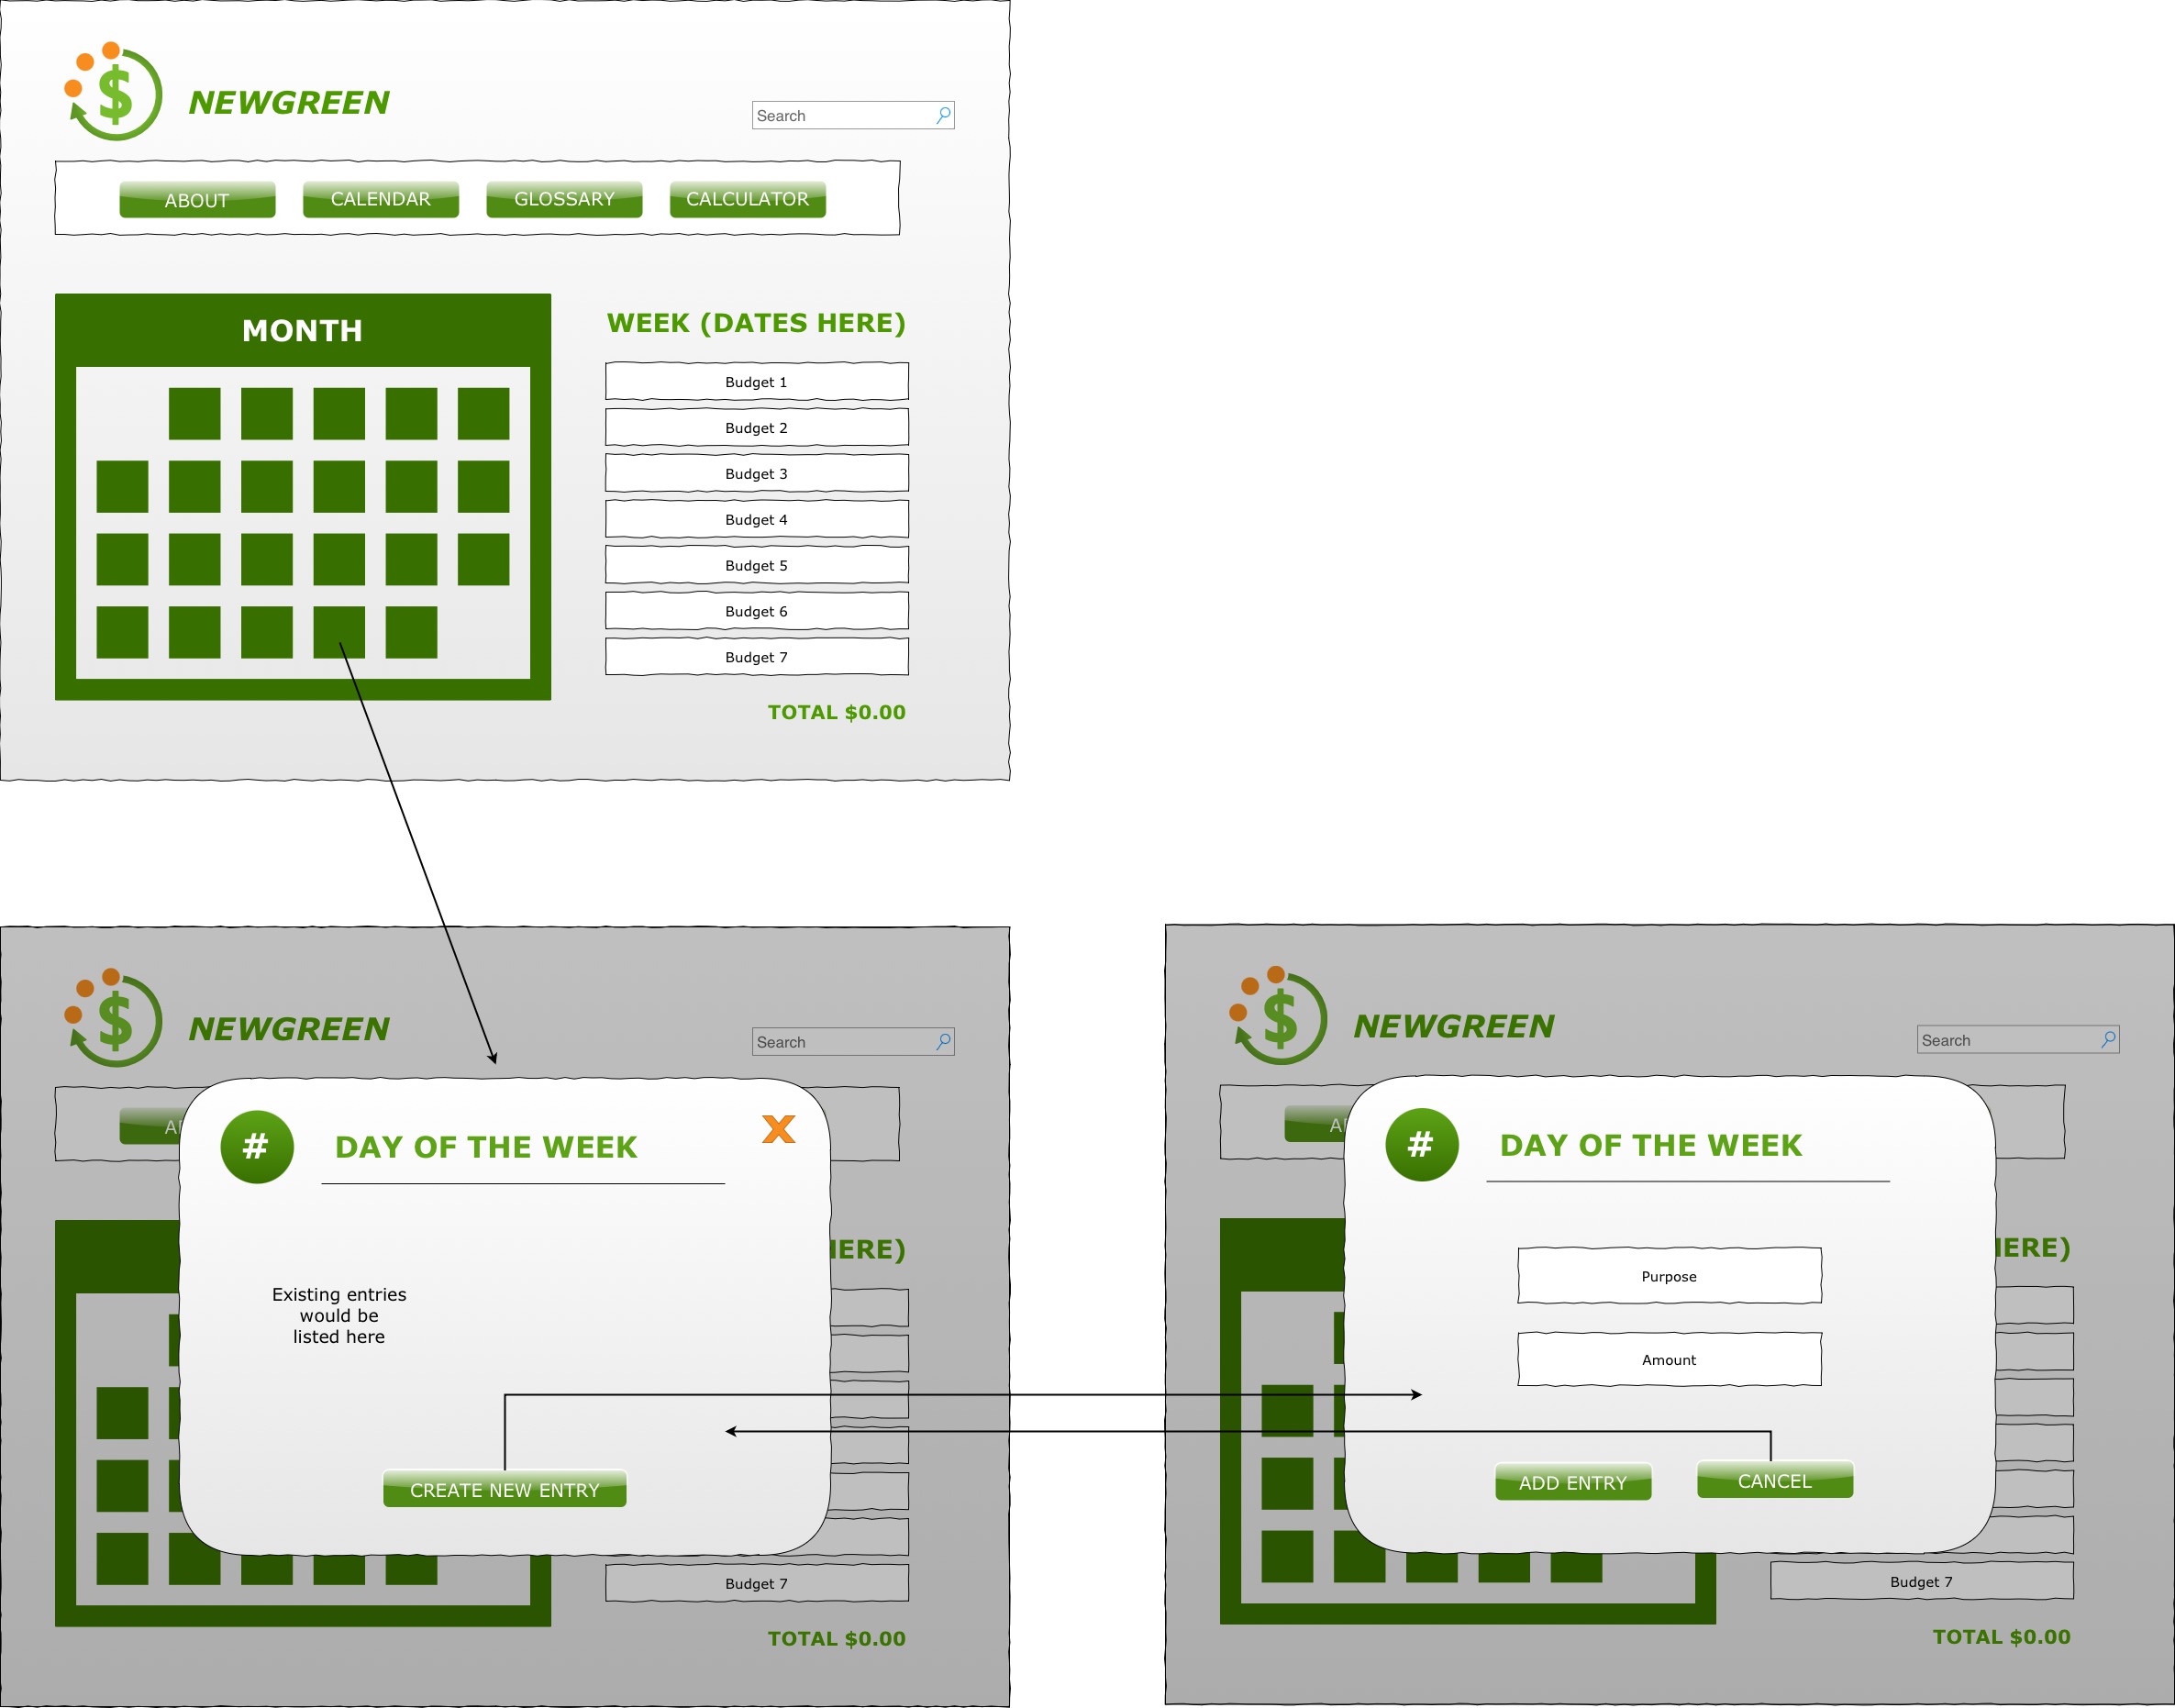 $
NEWGREEN
Search
ABOUT
CALENDAR
GLOSSARY
CALCULATOR
MONTH
WEEK (DATES HERE)
Budget 1
Budget 2
Budget 3
Budget 4
Budget 5
Budget 6
Budget 7
TOTAL $0.00
$
NEWGREEN
Search
#
DAY OF THE WEEK
X
HERE)
Existing entries
would be
listed here
CREATE NEW ENTRY
Budget 7
TOTAL $0.00
$
NEWGREEN
Search
#
DAY OF THE WEEK
HERE)
Purpose
Amount
ADD ENTRY
CANCEL
Budget 7
TOTAL $0.00